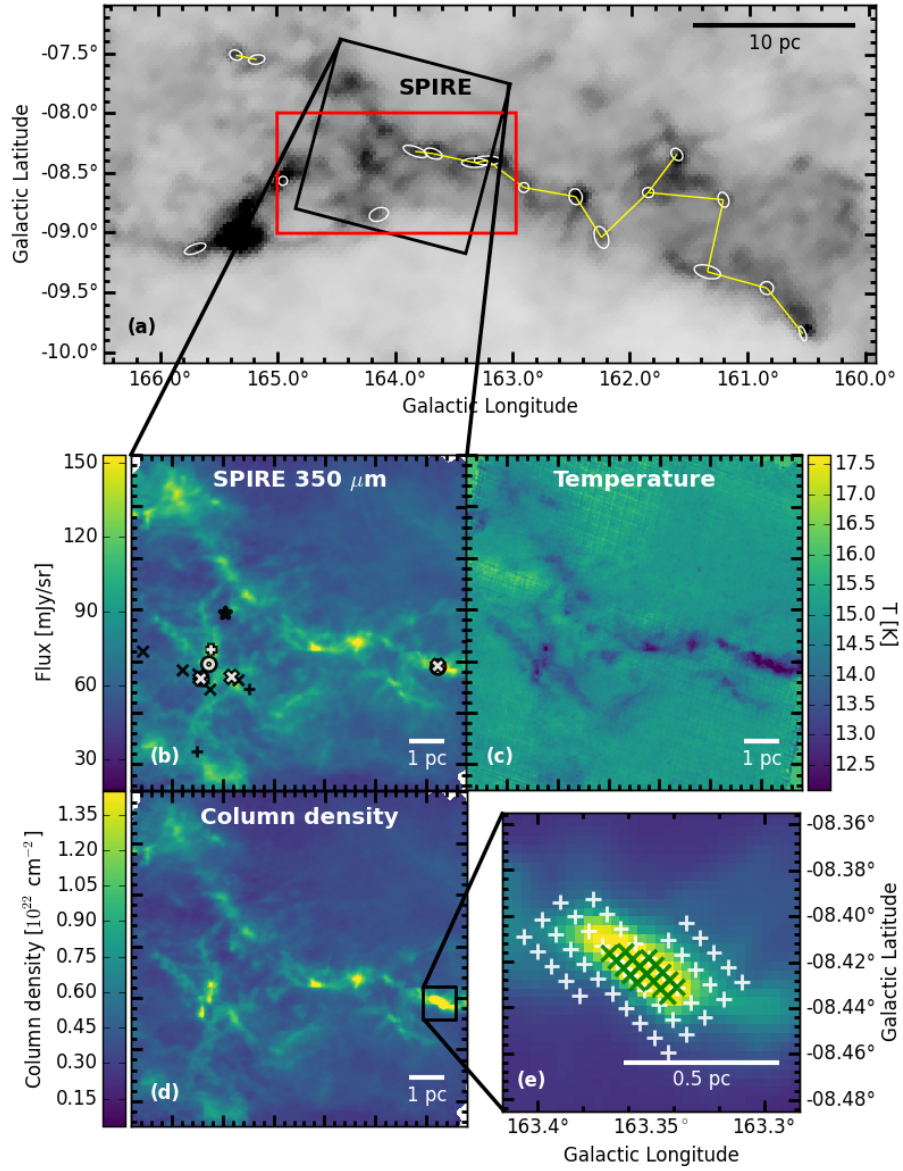 10 pc
-07.5°
SPIRE
-08.0°
-08.5°
-09.0°
-09.5°
-10.0°
Galactic Latitude
(a)
166.0° 165.0° 164.0° 163.0° 162.0° 161.0° 160.0°
Galactic Longitude
SPIRE 350 μm
Temperature
150
120
90
60
30
Flux [mJy/sr]
(b)
1 pc
(c)
1 pc
17.5
17.0
16.5
16.0
15.5
15.0
14.5
14.0
13.5
13.0
12.5
T [K]
Column density
1.35
1.20
1.05
0.90
0.75
0.60
0.45
0.30
0.15
Column density [10²² cm⁻²]
(d)
1 pc
-08.36°
-08.38°
-08.40°
-08.42°
-08.44°
-08.46°
-08.48°
Galactic Latitude
(e)
0.5 pc
163.4° 163.35° 163.3°
Galactic Longitude